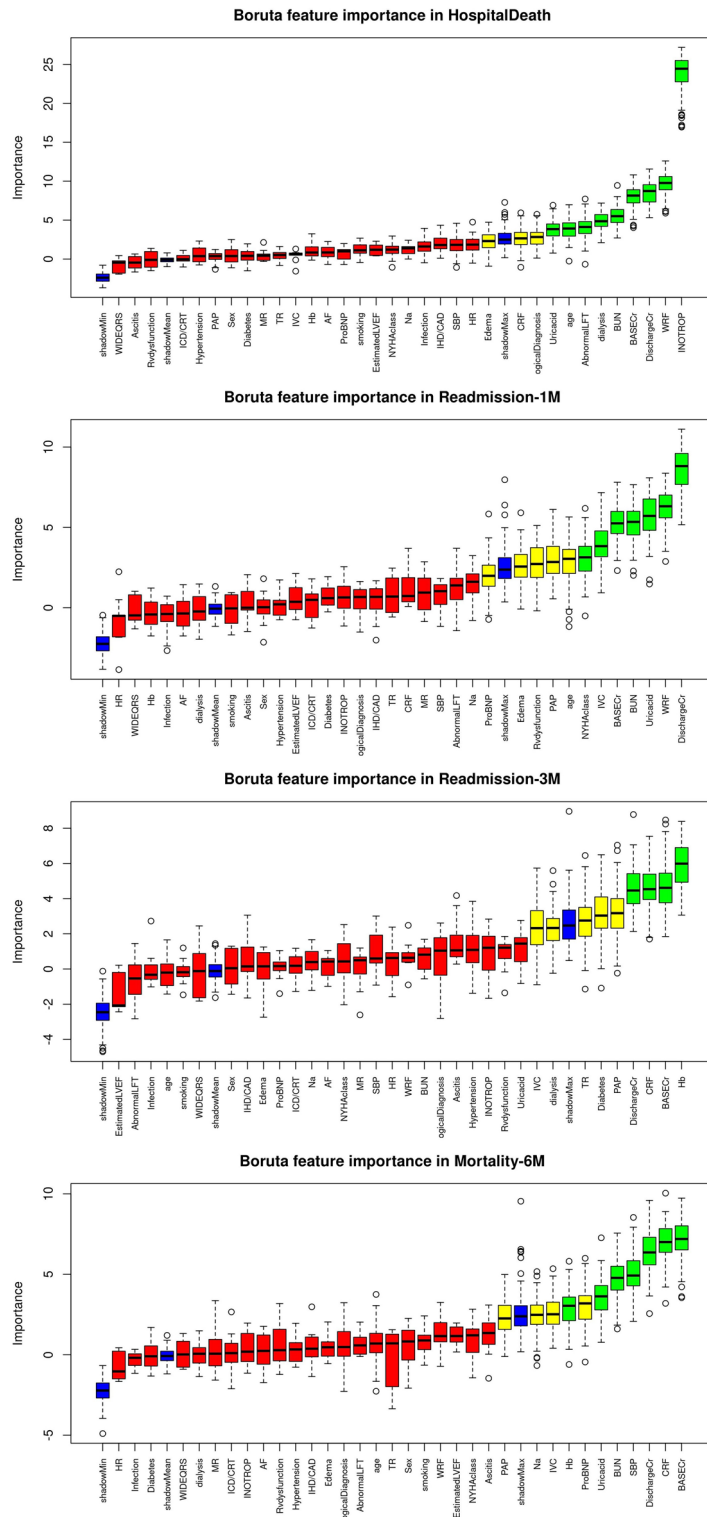 Boruta feature importance in HospitalDeath
Importance
25
20
15
10
5
0
shadowMin
WIDEQRS
Ascitis
Rvdysfunction
shadowMean
ICD/CRT
Hypertension
PAP
Sex
Diabetes
MR
TR
IVC
Hb
AF
ProBNP
smoking
EstimatedLVEF
NYHAclass
Na
Infection
IHD/CAD
SBP
HR
Edema
shadowMax
CRF
ogicalDiagnosis
Uricacid
age
AbnormalLFT
dialysis
BUN
BASECr
DischargeCr
WRF
INOTROP
Boruta feature importance in Readmission-1M
Importance
10
5
0
shadowMin
HR
WIDEQRS
Hb
Infection
AF
dialysis
shadowMean
smoking
Ascitis
Sex
Hypertension
EstimatedLVEF
ICD/CRT
Diabetes
INOTROP
ogicalDiagnosis
IHD/CAD
TR
CRF
MR
SBP
AbnormalLFT
Na
ProBNP
shadowMax
Edema
Rvdysfunction
PAP
age
NYHAclass
IVC
BASECr
BUN
Uricacid
WRF
DischargeCr
Boruta feature importance in Readmission-3M
Importance
8
6
4
2
0
-2
-4
shadowMin
EstimatedLVEF
AbnormalLFT
Infection
age
smoking
WIDEQRS
shadowMean
Sex
IHD/CAD
Edema
ProBNP
ICD/CRT
Na
AF
NYHAclass
MR
SBP
HR
WRF
BUN
ogicalDiagnosis
Ascitis
Hypertension
INOTROP
Rvdysfunction
Uricacid
IVC
dialysis
shadowMax
TR
Diabetes
PAP
DischargeCr
CRF
BASECr
Hb
Boruta feature importance in Mortality-6M
Importance
10
5
0
-5
shadowMin
HR
Infection
Diabetes
shadowMean
WIDEQRS
dialysis
MR
ICD/CRT
INOTROP
AF
Rvdysfunction
Hypertension
IHD/CAD
Edema
ogicalDiagnosis
AbnormalLFT
age
TR
Sex
smoking
WRF
EstimatedLVEF
NYHAclass
Ascitis
PAP
shadowMax
Na
IVC
Hb
ProBNP
Uricacid
BUN
SBP
DischargeCr
CRF
BASECr